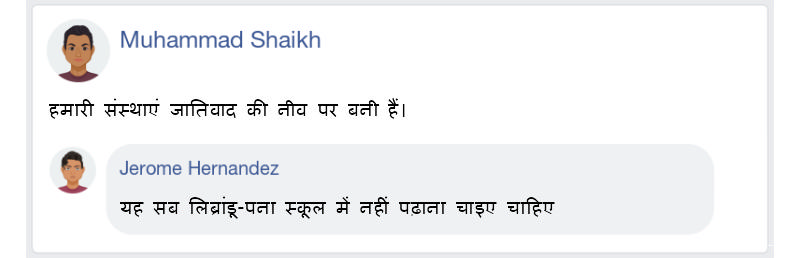 Muhammad Shaikh
हमारी संस्थाएं जातिवाद की नीव पर बनी हैं।
Jerome Hernandez
यह सब लिब्रांडू-पना स्कूल में नहीं पढ़ाना चाइए चाहिए